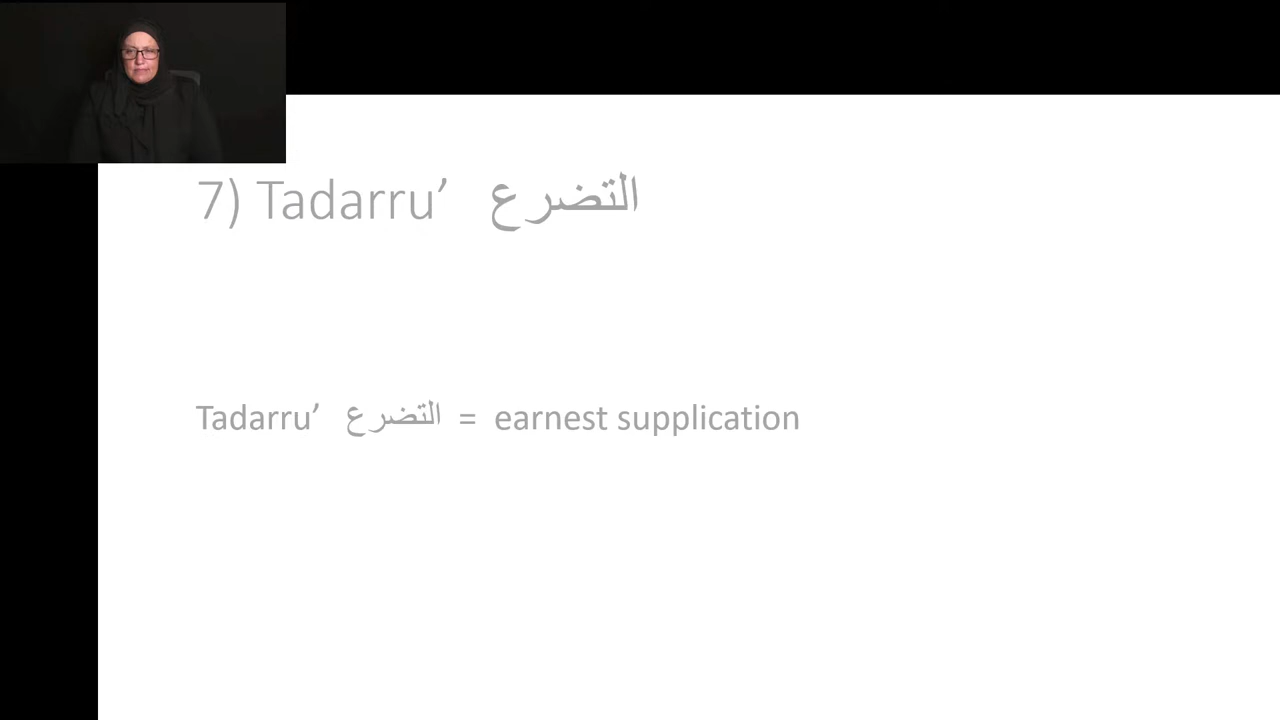 7) Tadarru’ التضرع
Tadarru’ التضرع = earnest supplication